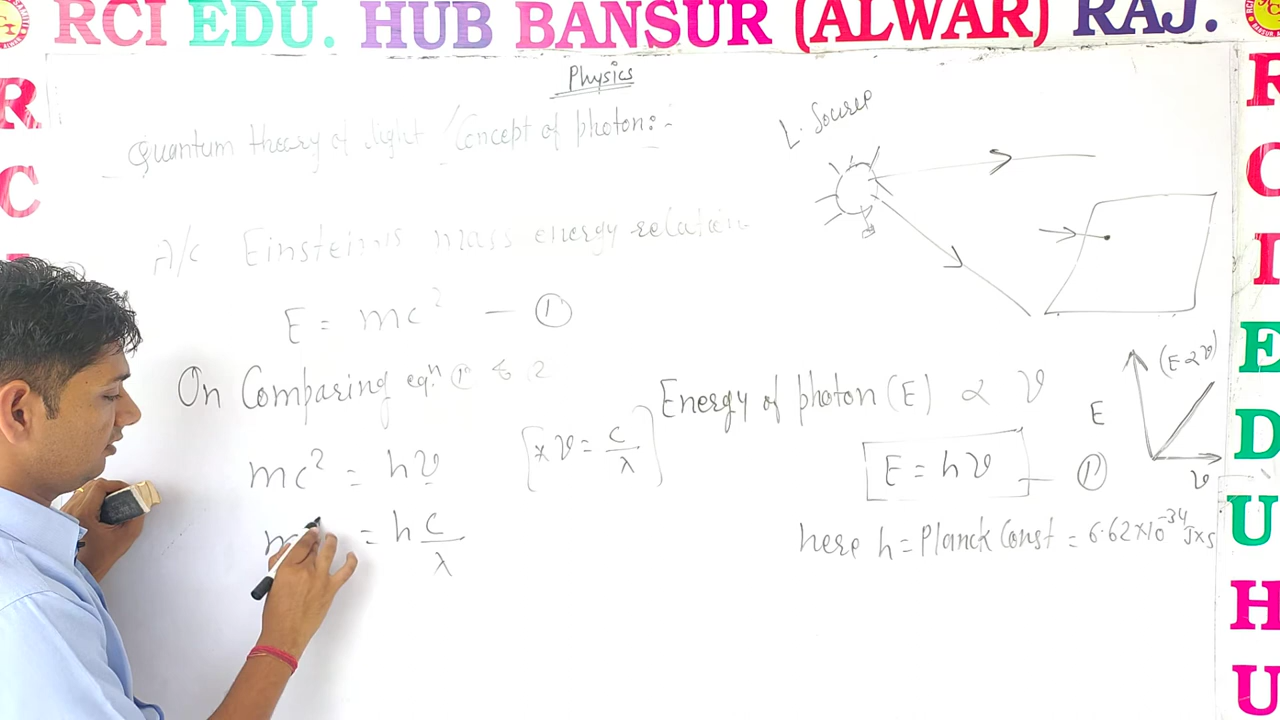 RCI EDU. HUB BANSUR (ALWAR) RAJ.
Physics
Quantum theory of light / Concept of photon:-
A/c Einstein's mass energy relation
E = mc² — ①
On Comparing eqⁿ ① & 2
mc² = hν [* ν = c/λ]
= h c/λ
L. Source
Energy of photon (E) ∝ ν
E = hν — ①
here h = Planck Const = 6.62×10⁻³⁴ J×s
(E∝ν)
E
ν
R
C
R
C
I
E
D
U
H
U